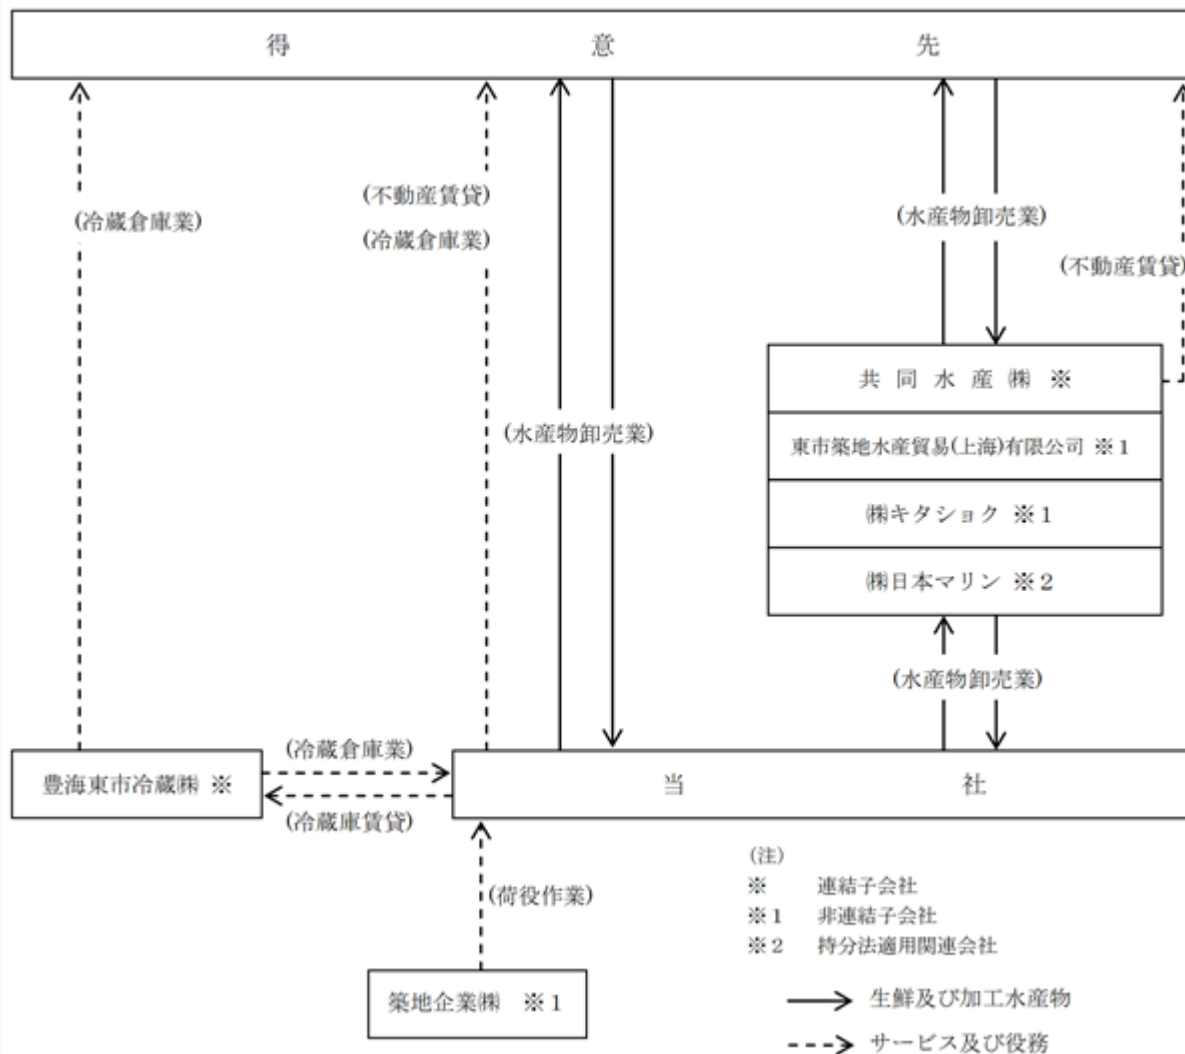 得意先
(冷蔵倉庫業)
(不動産賃貸)
(冷蔵倉庫業)
(水産物卸売業)
(不動産賃貸)
共同水産㈱ ※
東市築地水産貿易(上海)有限公司 ※1
㈱キタショク ※1
㈱日本マリン ※2
(水産物卸売業)
(水産物卸売業)
豊海東市冷蔵㈱ ※
(冷蔵倉庫業)
(冷蔵庫賃貸)
当社
(荷役作業)
築地企業㈱ ※1
(注)
※ 連結子会社
※1 非連結子会社
※2 持分法適用関連会社
生鮮及び加工水産物
サービス及び役務